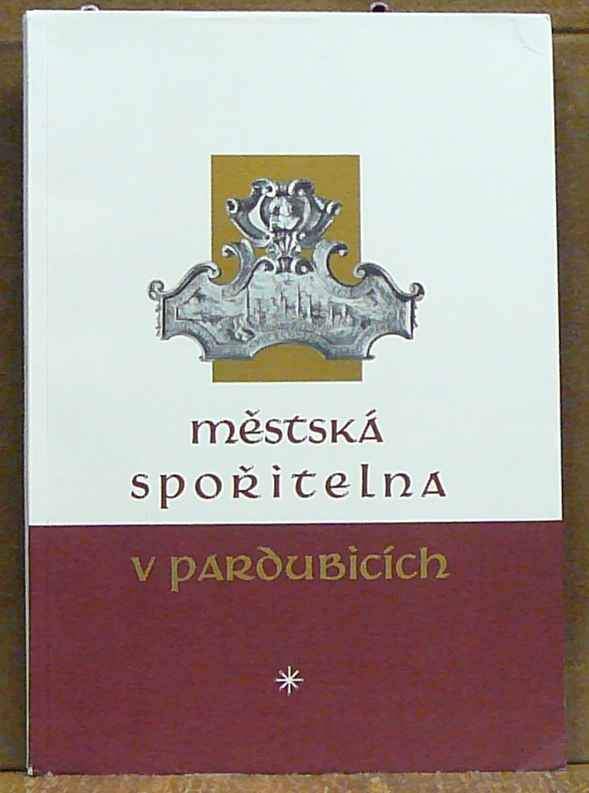 městská
spořitelna
v pardubicích
*